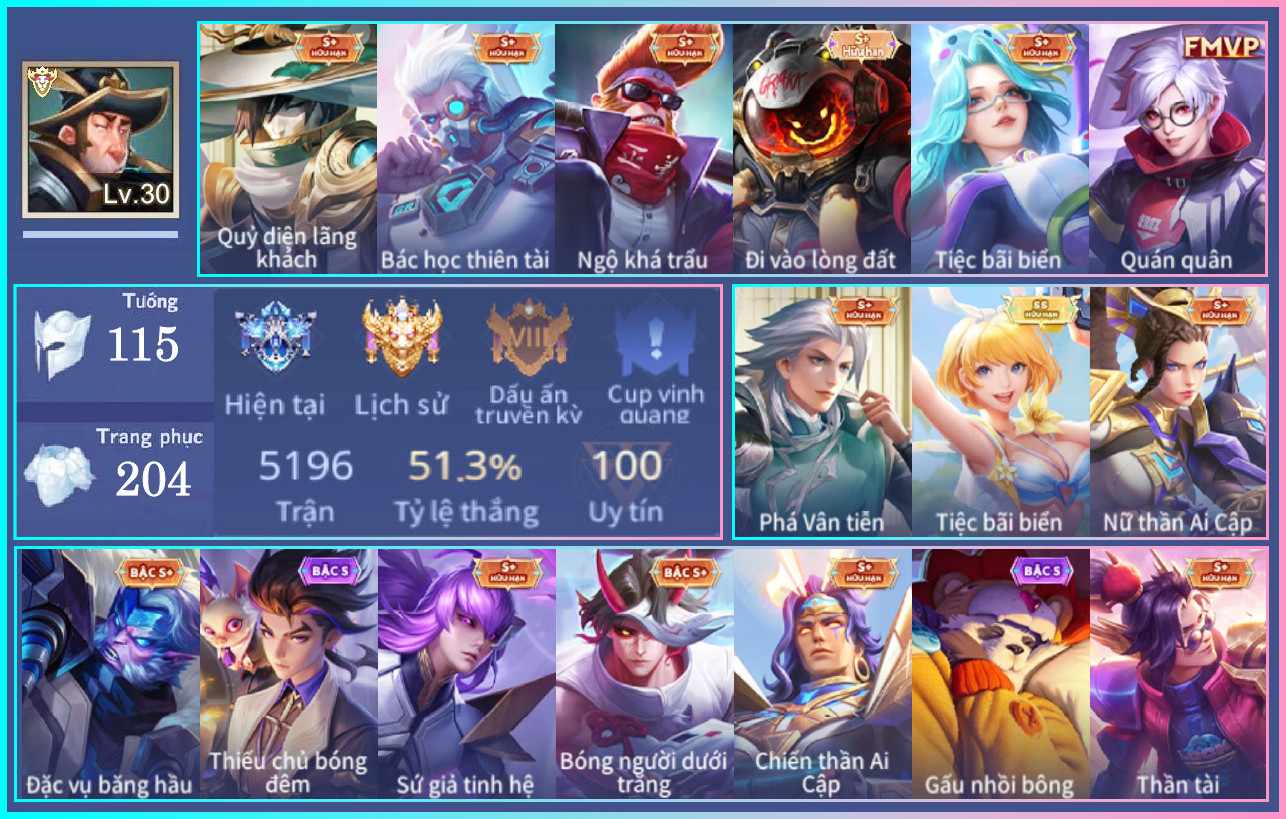 Lv.30
S+
HỮU HẠN
Quỷ diện lãng
khách
S+
HỮU HẠN
Bác học thiên tài
S+
HỮU HẠN
Ngộ khá trẩu
S+
Hữu hạn
Đi vào lòng đất
S+
HỮU HẠN
Tiệc bãi biển
FMVP
Quán quân
Tướng
115
Trang phục
204
Hiện tại
Lịch sử
VIII
Dấu ấn
truyền kỳ
Cup vinh
quang
5196
Trận
51.3%
Tỷ lệ thắng
100
Uy tín
S+
HỮU HẠN
Phá Vân tiễn
SS
HỮU HẠN
Tiệc bãi biển
S+
HỮU HẠN
Nữ thần Ai Cập
BẬC S+
Đặc vụ băng hầu
BẬC S
Thiếu chủ bóng
đêm
S+
HỮU HẠN
Sứ giả tinh hệ
BẬC S+
Bóng người dưới
trăng
S+
HỮU HẠN
Chiến thần Ai
Cập
BẬC S
Gấu nhồi bông
S+
HỮU HẠN
Thần tài